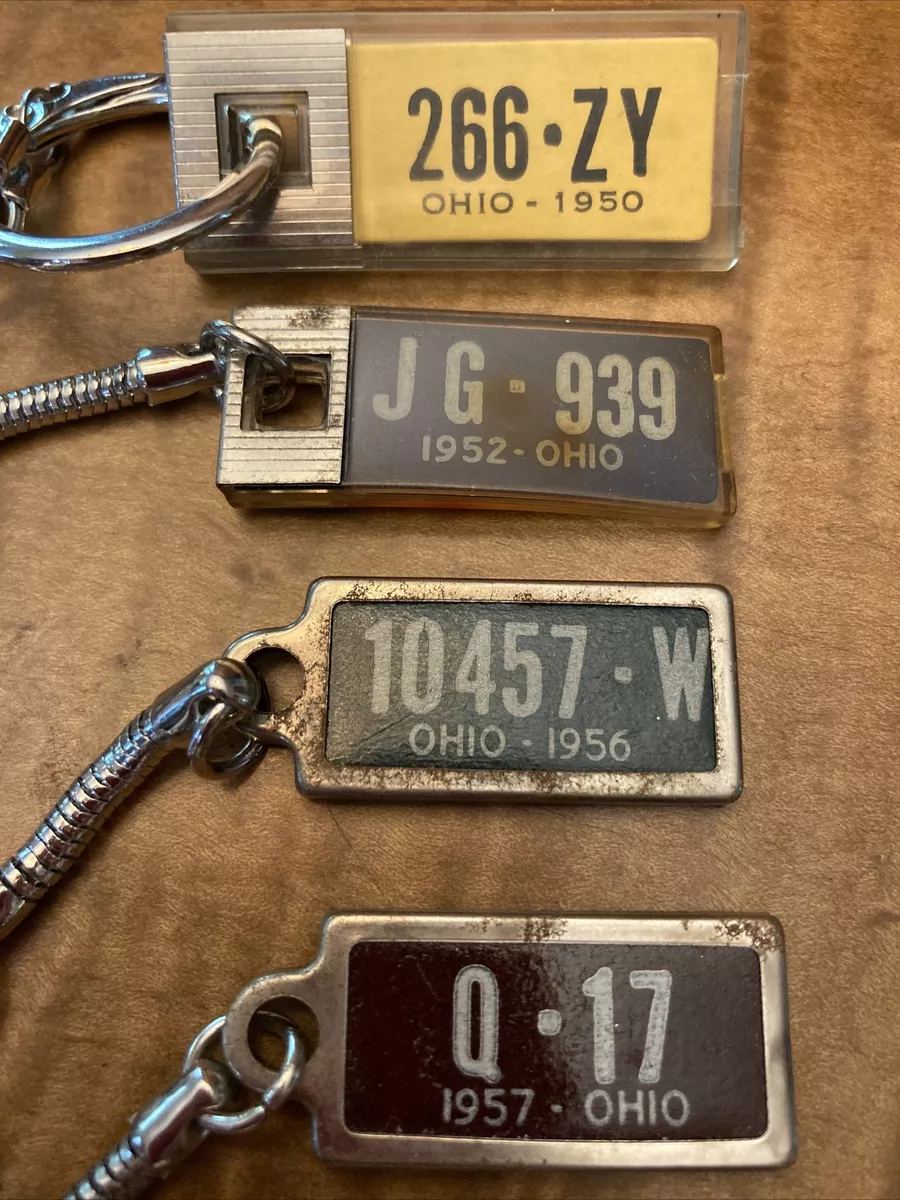 266·ZY
OHIO - 1950
JG · 939
1952 - OHIO
10457 · W
OHIO - 1956
Q · 17
1957 - OHIO